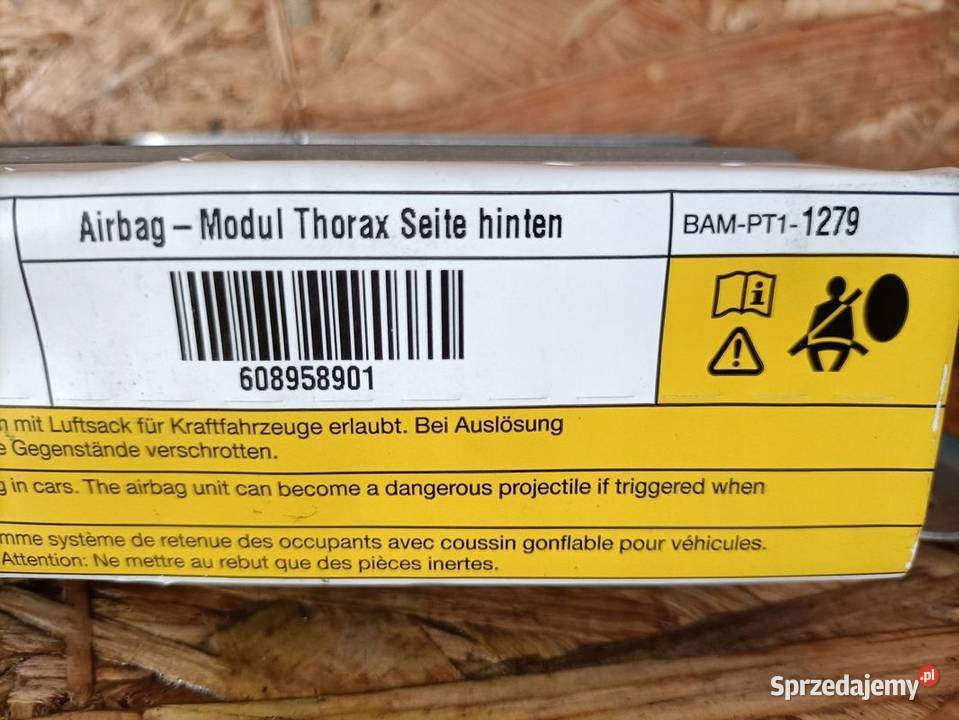 Airbag – Modul Thorax Seite hinten
BAM-PT1-1279
608958901
mit Luftsack für Kraftfahrzeuge erlaubt. Bei Auslösung
Gegenstände verschrotten.
in cars. The airbag unit can become a dangerous projectile if triggered when
mme système de retenue des occupants avec coussin gonflable pour véhicules.
Attention: Ne mettre au rebut que des pièces inertes.
Sprzedajemy.pl